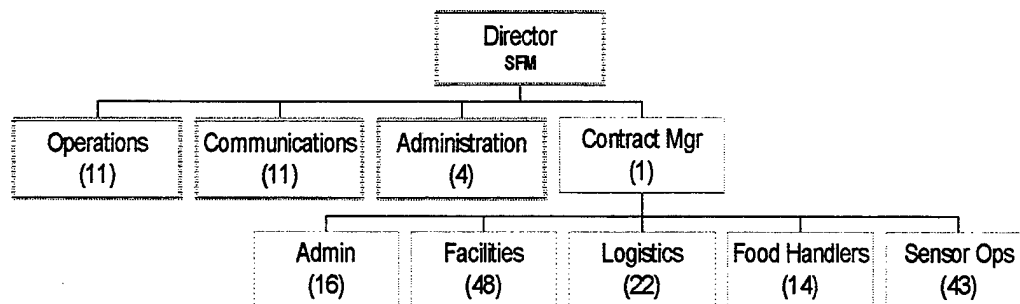 Director
SFM
Operations
(11)
Communications
(11)
Administration
(4)
Contract Mgr
(1)
Admin
(16)
Facilities
(48)
Logistics
(22)
Food Handlers
(14)
Sensor Ops
(43)